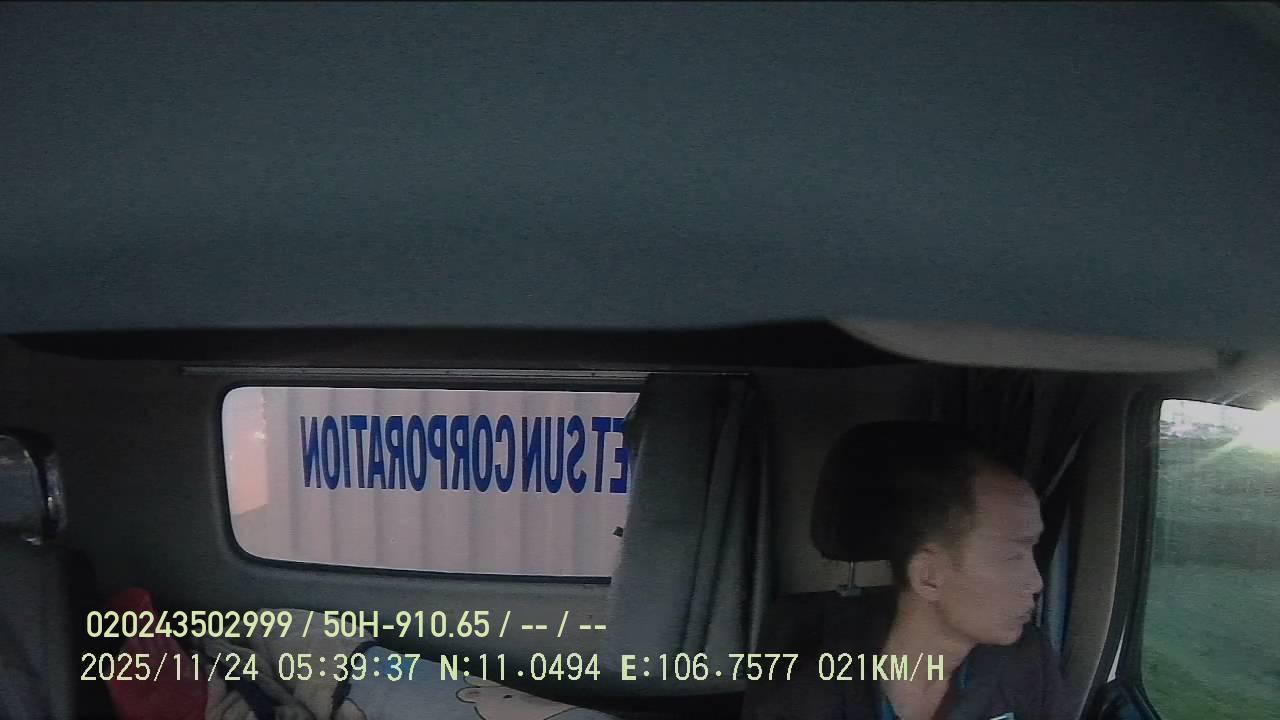 ET SUN CORPORATION
020243502999 / 50H-910.65 / -- / --
2025/11/24 05:39:37 N:11.0494 E:106.7577 021KM/H